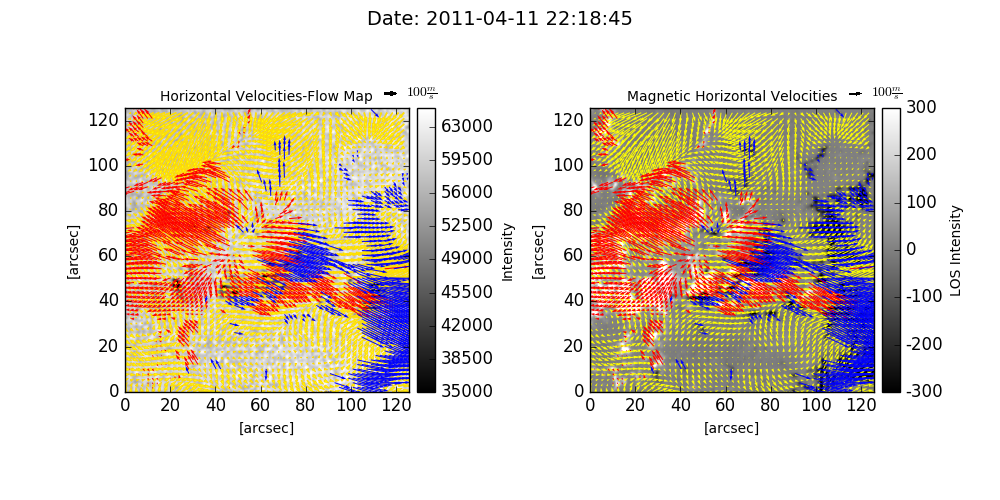 Date: 2011-04-11 22:18:45
Horizontal Velocities-Flow Map
100 m/s
Magnetic Horizontal Velocities
100 m/s
120
100
80
60
40
20
0
0 20 40 60 80 100 120
[arcsec]
[arcsec]
63000
59500
56000
52500
49000
45500
42000
38500
35000
Intensity
120
100
80
60
40
20
0
0 20 40 60 80 100 120
[arcsec]
[arcsec]
300
200
100
0
-100
-200
-300
LOS Intensity